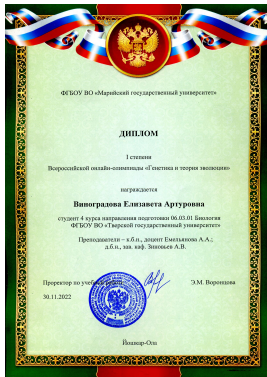 ФГБОУ ВО «Марийский государственный университет»
ДИПЛОМ
I степени
Всероссийской онлайн-олимпиады «Генетика и теория эволюции»
награждается
Виноградова Елизавета Артуровна
студент 4 курса направления подготовки 06.03.01 Биология
ФГБОУ ВО «Тверской государственный университет»
Преподаватели – к.б.н., доцент Емельянова А.А.;
д.б.н., зав. каф. Зиновьев А.В.
Проректор по учебной работе Э.М. Воронцова
30.11.2022
Йошкар-Ола